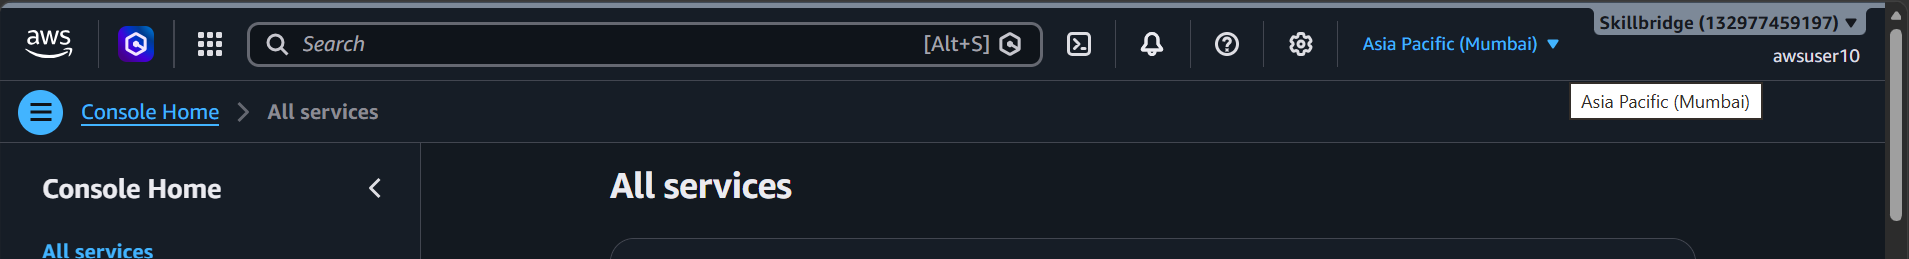 aws
Search
[Alt+S]
Asia Pacific (Mumbai)
Skillbridge (132977459197)
awsuser10
Console Home
All services
Asia Pacific (Mumbai)
Console Home
All services
All services